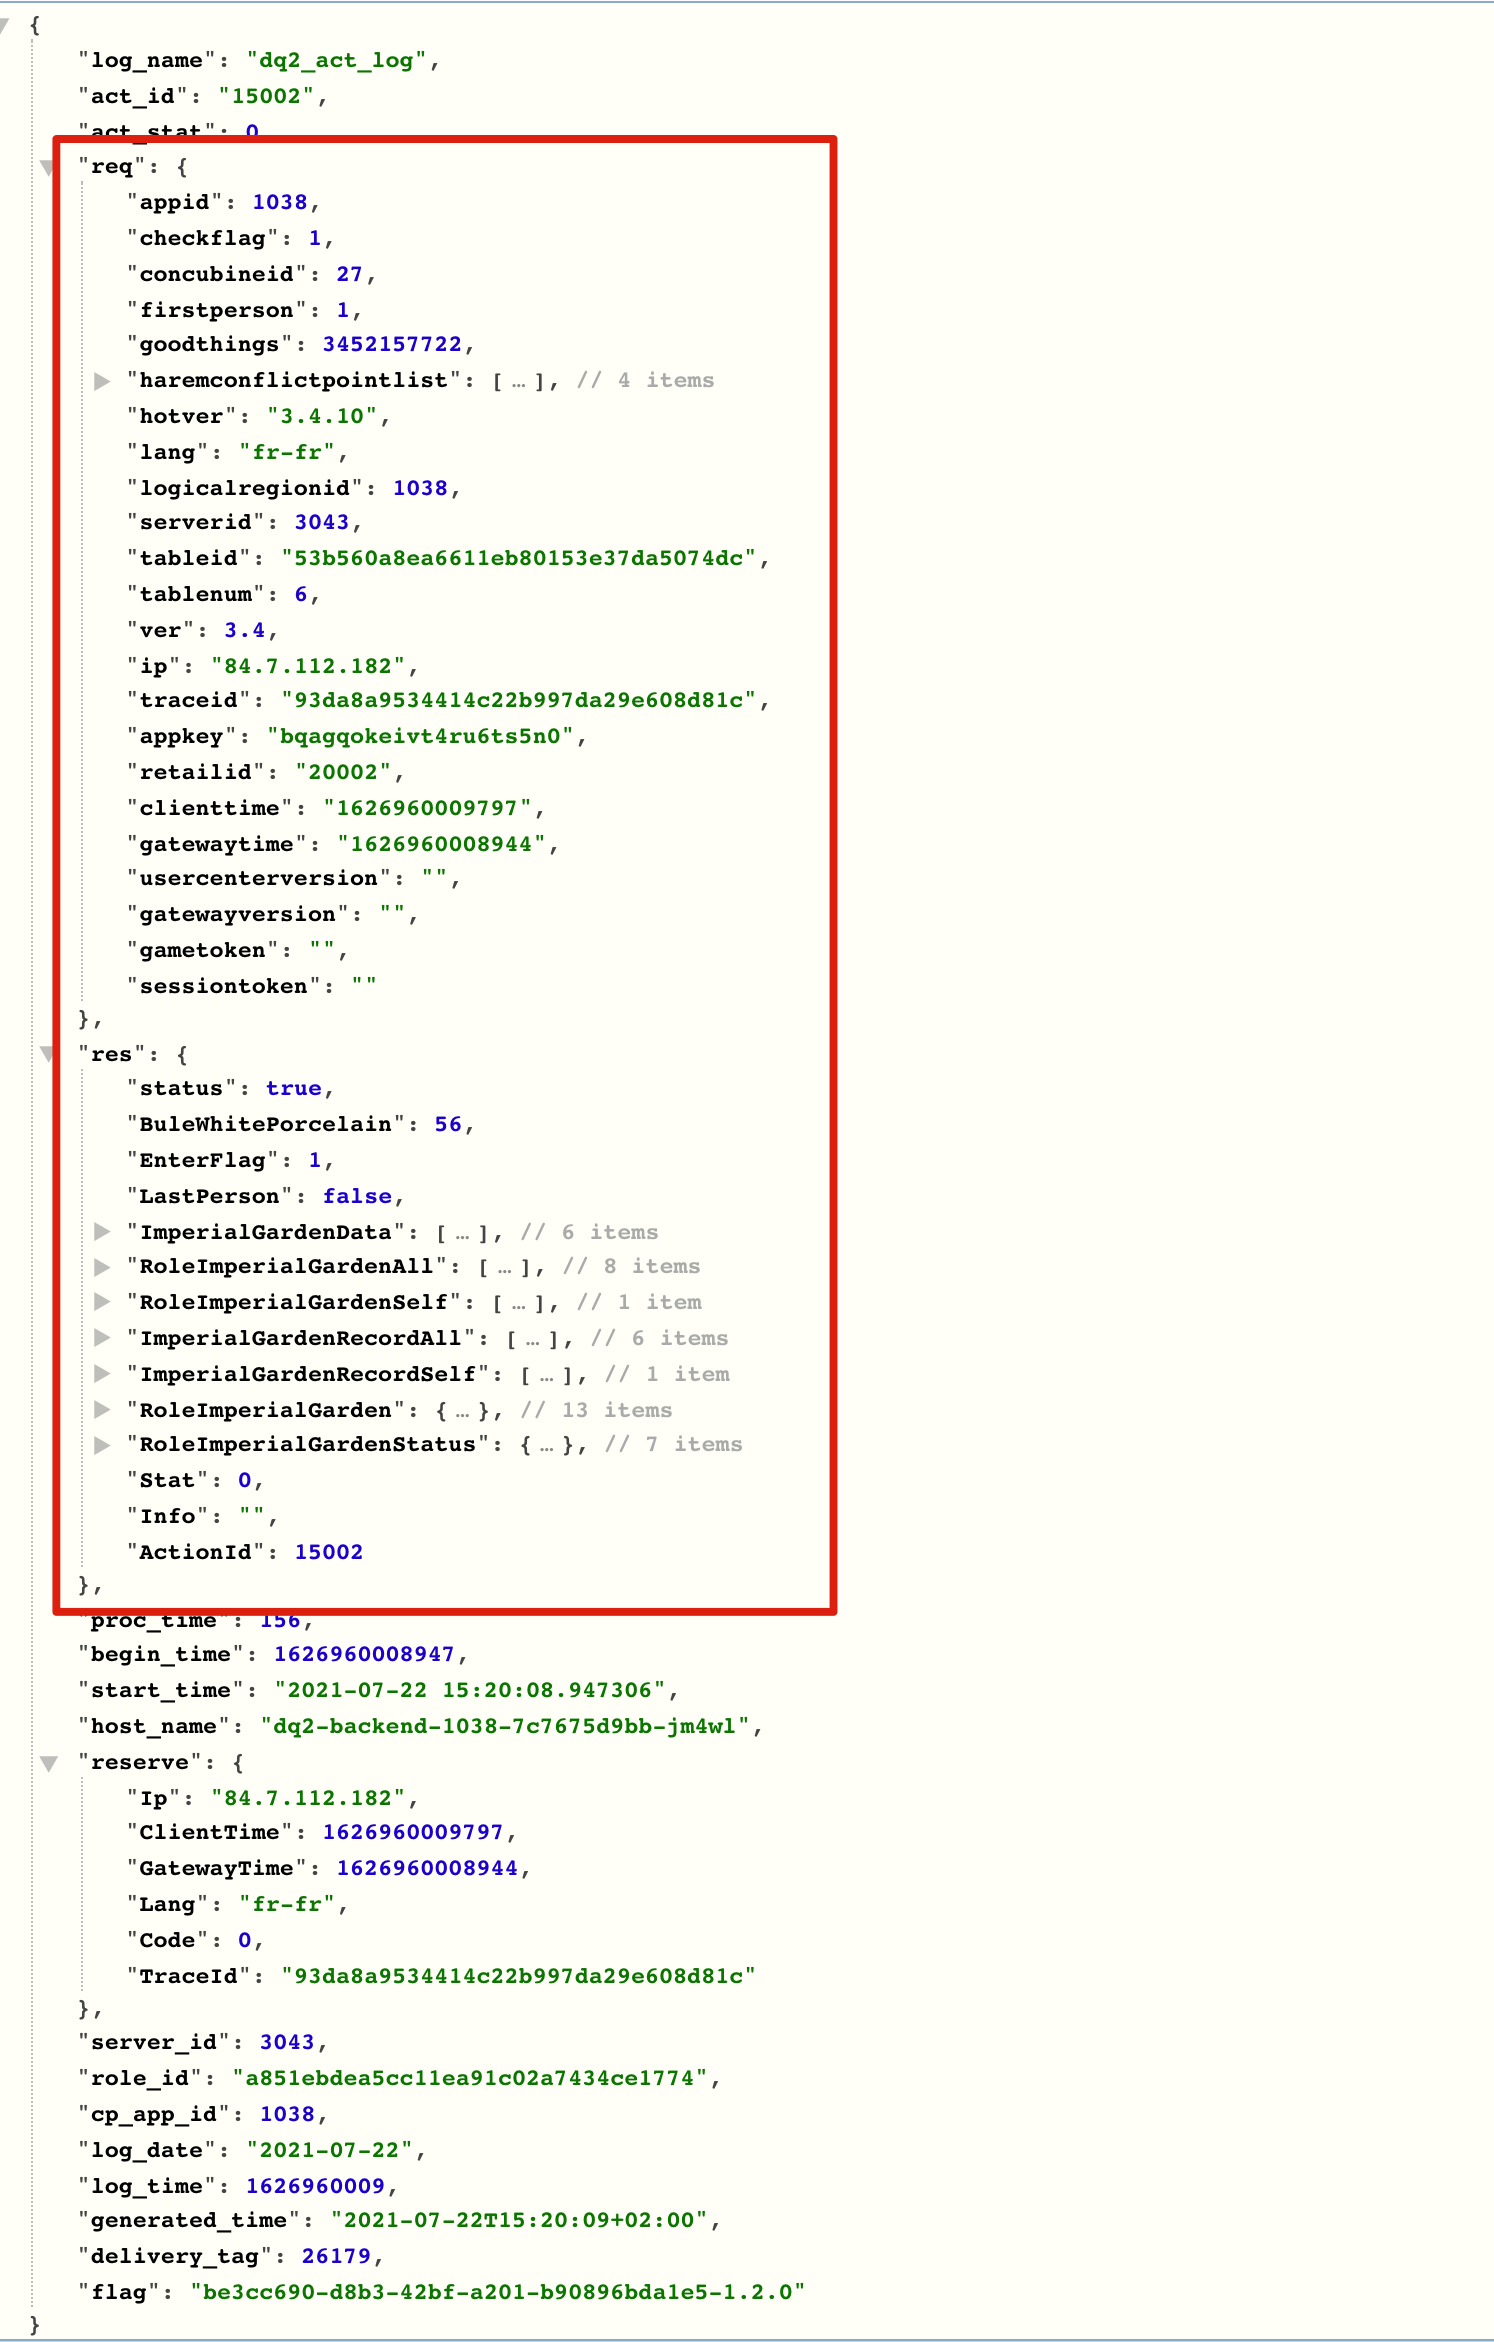 {
"log_name": "dq2_act_log",
"act_id": "15002",
"act_stat": 0
"req": {
"appid": 1038,
"checkflag": 1,
"concubineid": 27,
"firstperson": 1,
"goodthings": 3452157722,
"haremconflictpointlist": [ … ], // 4 items
"hotver": "3.4.10",
"lang": "fr-fr",
"logicalregionid": 1038,
"serverid": 3043,
"tableid": "53b560a8ea6611eb80153e37da5074dc",
"tablenum": 6,
"ver": 3.4,
"ip": "84.7.112.182",
"traceid": "93da8a9534414c22b997da29e608d81c",
"appkey": "bqagqokeivt4ru6ts5n0",
"retailid": "20002",
"clienttime": "1626960009797",
"gatewaytime": "1626960008944",
"usercenterversion": "",
"gatewayversion": "",
"gametoken": "",
"sessiontoken": ""
},
"res": {
"status": true,
"BuleWhitePorcelain": 56,
"EnterFlag": 1,
"LastPerson": false,
"ImperialGardenData": [ … ], // 6 items
"RoleImperialGardenAll": [ … ], // 8 items
"RoleImperialGardenSelf": [ … ], // 1 item
"ImperialGardenRecordAll": [ … ], // 6 items
"ImperialGardenRecordSelf": [ … ], // 1 item
"RoleImperialGarden": { … }, // 13 items
"RoleImperialGardenStatus": { … }, // 7 items
"Stat": 0,
"Info": "",
"ActionId": 15002
},
"proc_time": 156,
"begin_time": 1626960008947,
"start_time": "2021-07-22 15:20:08.947306",
"host_name": "dq2-backend-1038-7c7675d9bb-jm4wl",
"reserve": {
"Ip": "84.7.112.182",
"ClientTime": 1626960009797,
"GatewayTime": 1626960008944,
"Lang": "fr-fr",
"Code": 0,
"TraceId": "93da8a9534414c22b997da29e608d81c"
},
"server_id": 3043,
"role_id": "a851ebdea5cc11ea91c02a7434ce1774",
"cp_app_id": 1038,
"log_date": "2021-07-22",
"log_time": 1626960009,
"generated_time": "2021-07-22T15:20:09+02:00",
"delivery_tag": 26179,
"flag": "be3cc690-d8b3-42bf-a201-b90896bda1e5-1.2.0"
}